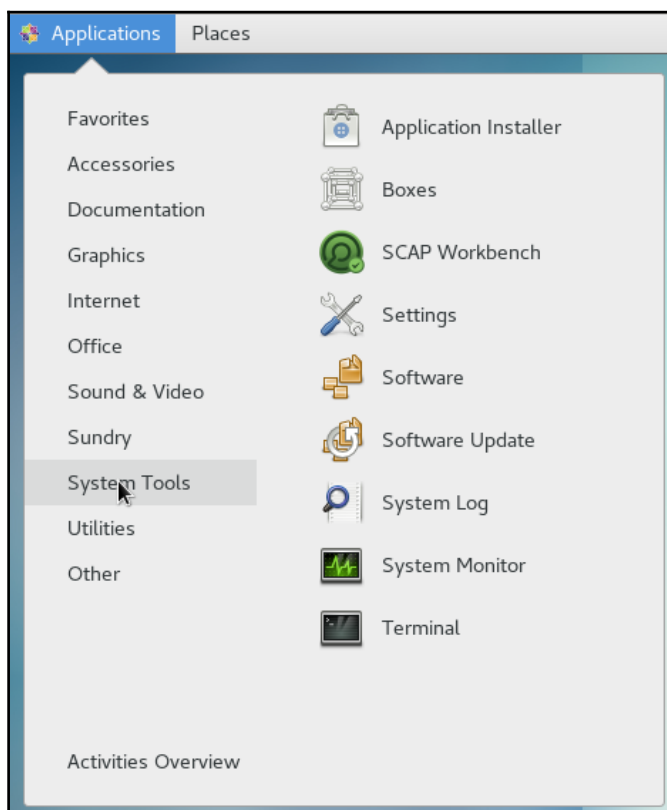 Applications Places
Favorites
Accessories
Documentation
Graphics
Internet
Office
Sound & Video
Sundry
System Tools
Utilities
Other
Activities Overview
Application Installer
Boxes
SCAP Workbench
Settings
Software
Software Update
System Log
System Monitor
Terminal